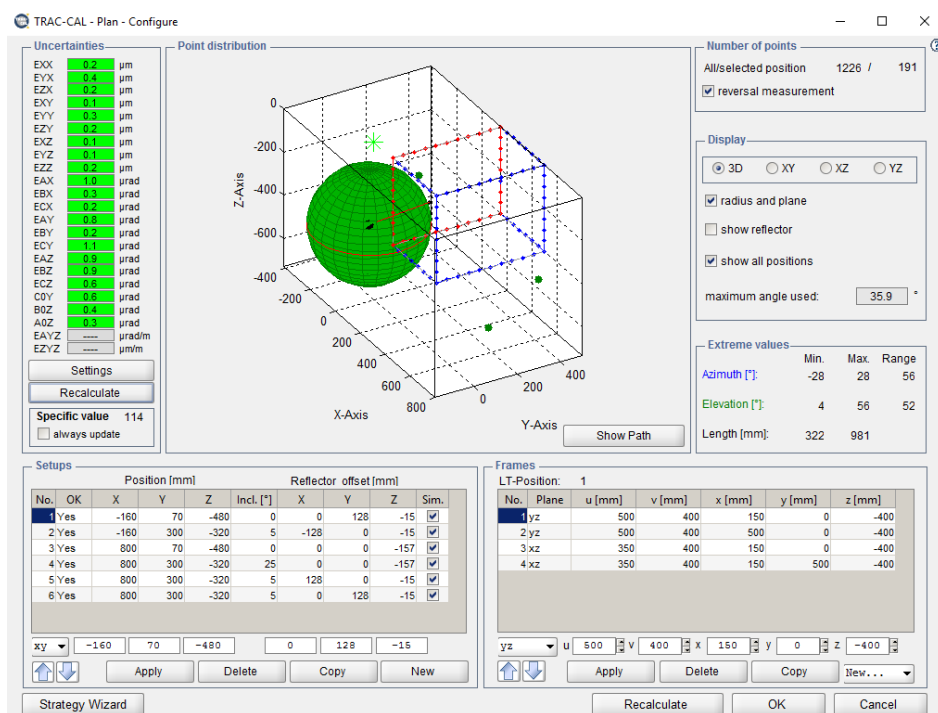 TRAC-CAL - Plan - Configure
Uncertainties
EXX 0.2 µm
EYX 0.4 µm
EZX 0.2 µm
EXY 0.1 µm
EYY 0.3 µm
EZY 0.2 µm
EXZ 0.1 µm
EYZ 0.1 µm
EZZ 0.2 µm
EAX 1.0 µrad
EBX 0.3 µrad
ECX 0.2 µrad
EAY 0.8 µrad
EBY 0.2 µrad
ECY 1.1 µrad
EAZ 0.9 µrad
EBZ 0.9 µrad
ECZ 0.6 µrad
C0Y 0.6 µrad
B0Z 0.4 µrad
A0Z 0.3 µrad
EAYZ ---- µrad/m
EZYZ ---- µm/m
Settings
Recalculate
Specific value 114
always update
Point distribution
0
-200
-400
-600
Z-Axis
-400
-200
0
200
400
600
800
X-Axis
0
200
400
Y-Axis
Show Path
Number of points
All/selected position 1226 / 191
reversal measurement
Display
3D XY XZ YZ
radius and plane
show reflector
show all positions
maximum angle used: 35.9 °
Extreme values
Min. Max. Range
Azimuth [°]: -28 28 56
Elevation [°]: 4 56 52
Length [mm]: 322 981
Setups
Position [mm] Reflector offset [mm]
No. OK X Y Z Incl. [°] X Y Z Sim.
1 Yes -160 70 -480 0 0 128 -15
2 Yes -160 300 -320 5 -128 0 -15
3 Yes 800 70 -480 0 0 0 -157
4 Yes 800 300 -320 25 0 0 -157
5 Yes 800 300 -320 5 128 0 -15
6 Yes 800 300 -320 5 0 128 -15
xy -160 70 -480 0 128 -15
Apply Delete Copy New
Frames
LT-Position: 1
No. Plane u [mm] v [mm] x [mm] y [mm] z [mm]
1 yz 500 400 150 0 -400
2 yz 500 400 500 0 -400
3 xz 350 400 150 0 -400
4 xz 350 400 150 500 -400
yz u 500 v 400 x 150 y 0 z -400
Apply Delete Copy New...
Strategy Wizard Recalculate OK Cancel